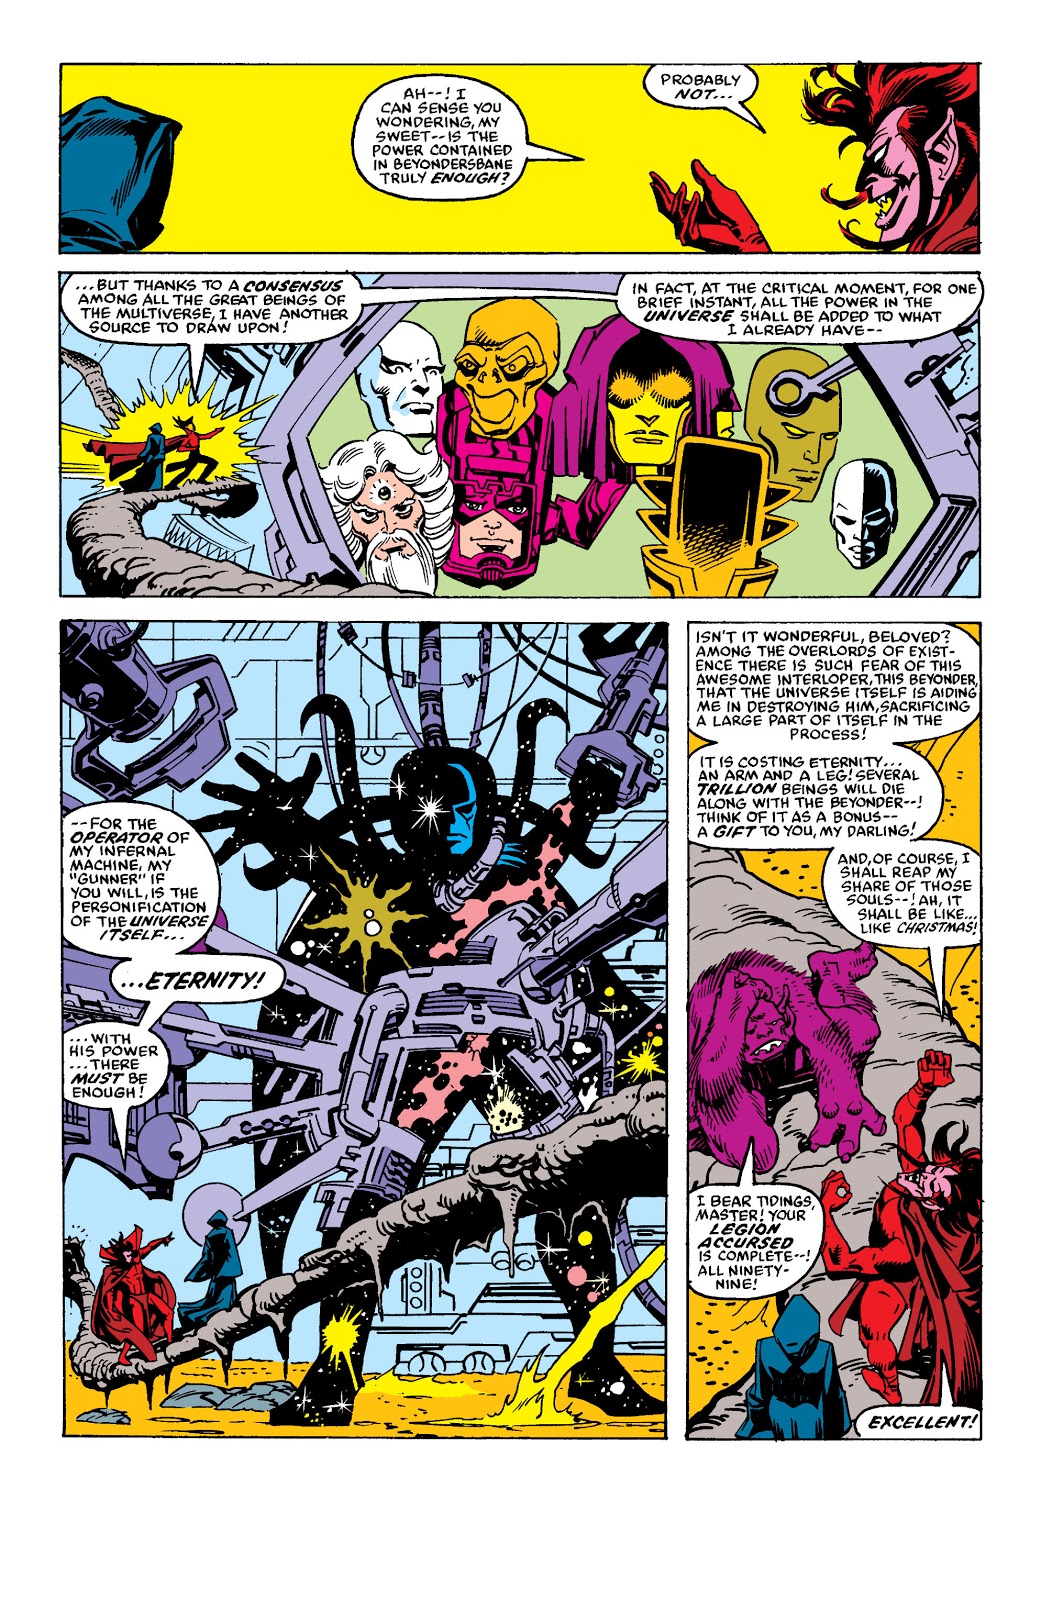 AH--! I
CAN SENSE YOU
WONDERING, MY
SWEET--IS THE
POWER CONTAINED
IN BEYONDERSBANE
TRULY ENOUGH?
PROBABLY
NOT...
...BUT THANKS TO A CONSENSUS
AMONG ALL THE GREAT BEINGS OF
THE MULTIVERSE, I HAVE ANOTHER
SOURCE TO DRAW UPON!
IN FACT, AT THE CRITICAL MOMENT, FOR ONE
BRIEF INSTANT, ALL THE POWER IN THE
UNIVERSE SHALL BE ADDED TO WHAT
I ALREADY HAVE--
--FOR THE
OPERATOR OF
MY INFERNAL
MACHINE, MY
"GUNNER" IF
YOU WILL, IS THE
PERSONIFICATION
OF THE UNIVERSE
ITSELF...
...ETERNITY!
...WITH
HIS POWER
...THERE
MUST BE
ENOUGH!
ISN'T IT WONDERFUL, BELOVED?
AMONG THE OVERLORDS OF EXIST-
ENCE THERE IS SUCH FEAR OF THIS
AWESOME INTERLOPER, THIS BEYONDER,
THAT THE UNIVERSE ITSELF IS AIDING
ME IN DESTROYING HIM, SACRIFICING
A LARGE PART OF ITSELF IN THE
PROCESS!
IT IS COSTING ETERNITY...
AN ARM AND A LEG! SEVERAL
TRILLION BEINGS WILL DIE
ALONG WITH THE BEYONDER--!
THINK OF IT AS A BONUS--
A GIFT TO YOU, MY DARLING!
AND, OF COURSE, I
SHALL REAP MY
SHARE OF THOSE
SOULS--! AH, IT
SHALL BE LIKE...
LIKE CHRISTMAS!
I BEAR TIDINGS,
MASTER! YOUR
LEGION
ACCURSED
IS COMPLETE--!
ALL NINETY-
NINE!
EXCELLENT!